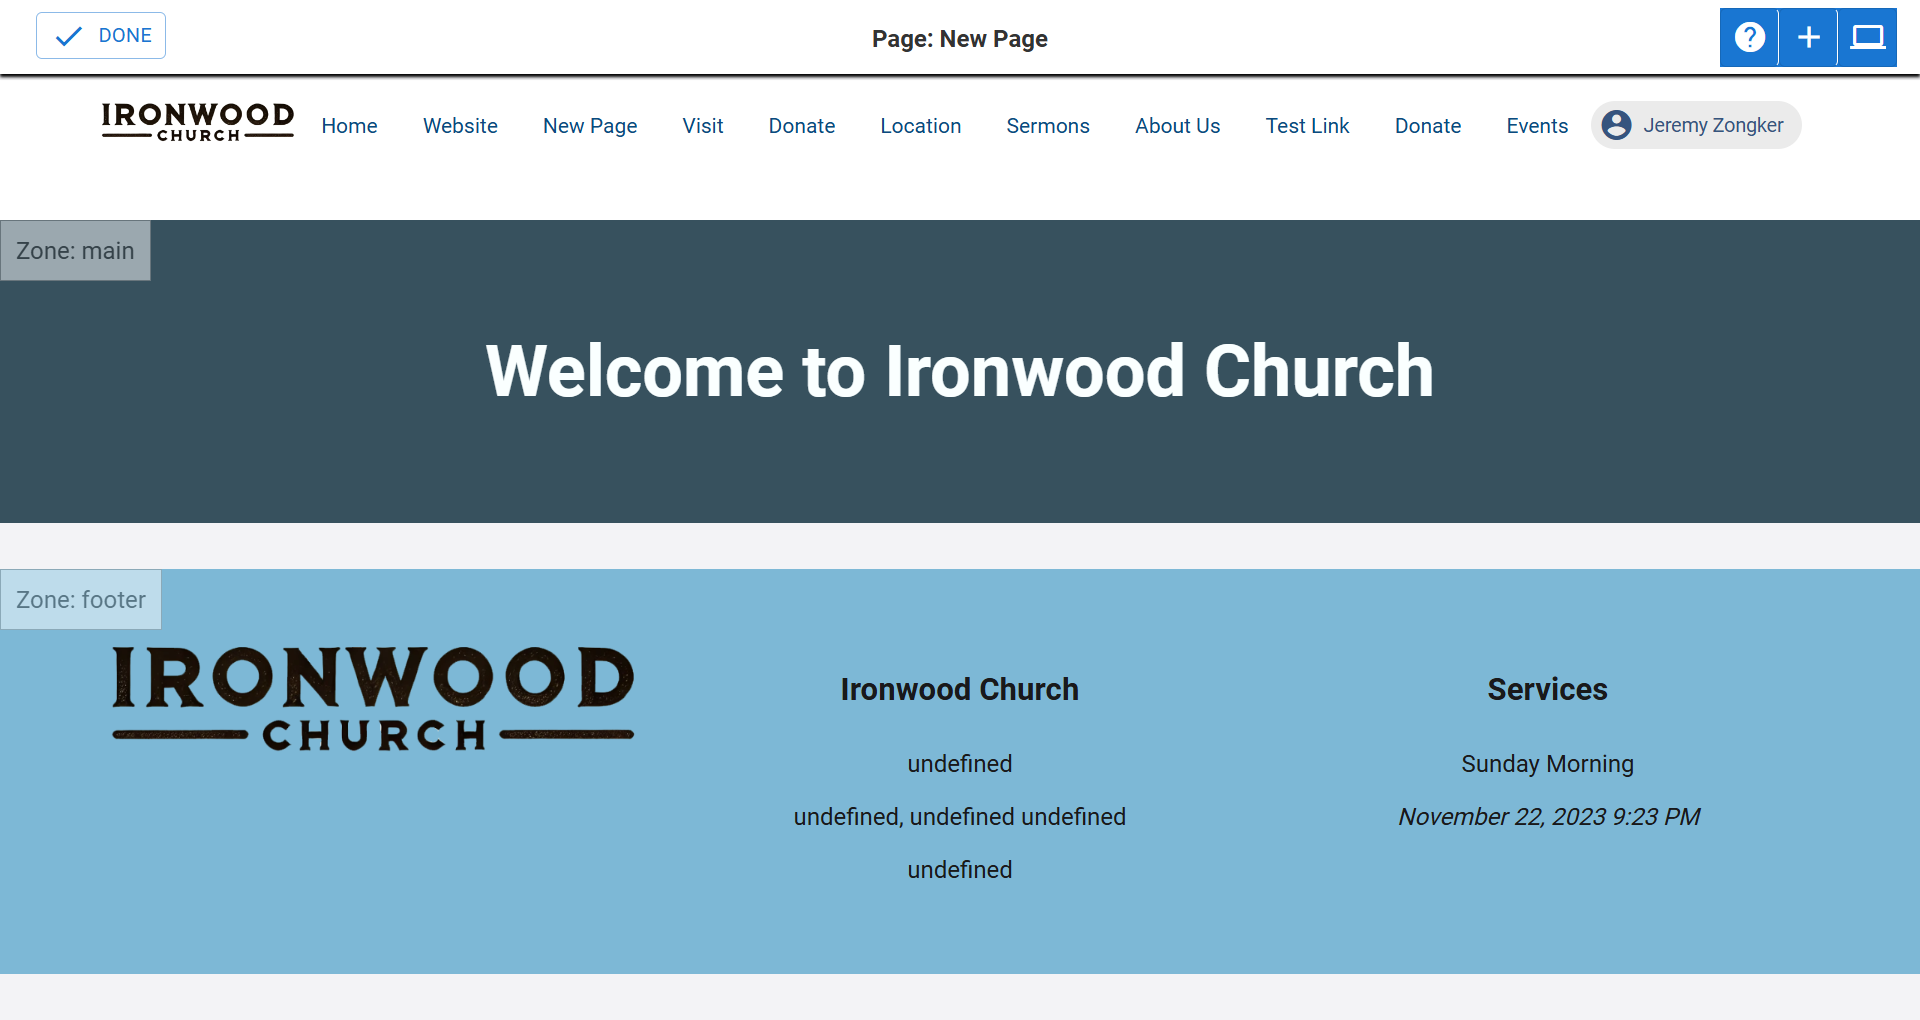 DONE
Page: New Page
IRONWOOD
CHURCH
Home Website New Page Visit Donate Location Sermons About Us Test Link Donate Events Jeremy Zongker
Zone: main
Welcome to Ironwood Church
Zone: footer
IRONWOOD
CHURCH
Ironwood Church
undefined
undefined, undefined undefined
undefined
Services
Sunday Morning
November 22, 2023 9:23 PM